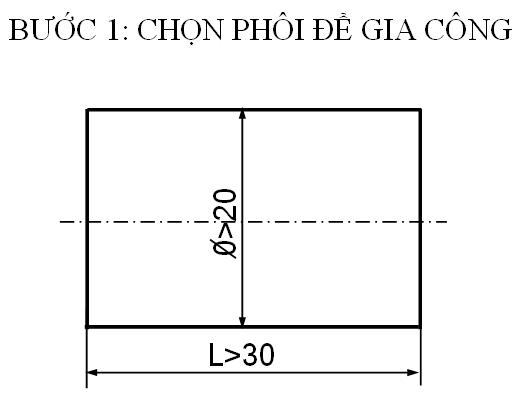 BƯỚC 1: CHỌN PHÔI ĐỂ GIA CÔNG
Ø>20
L>30